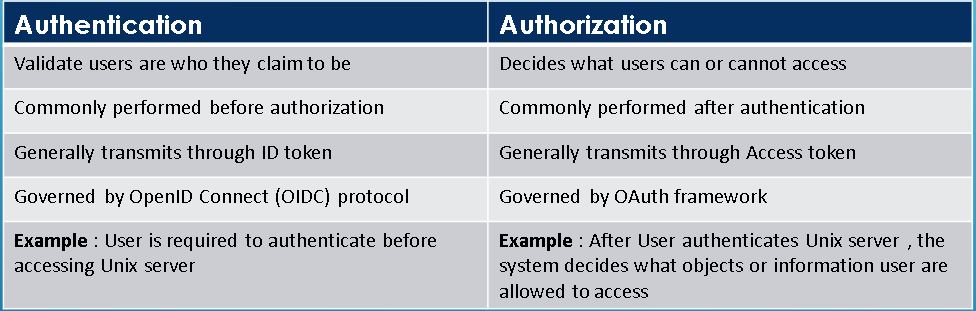 Authentication
Authorization
Validate users are who they claim to be
Decides what users can or cannot access
Commonly performed before authorization
Commonly performed after authentication
Generally transmits through ID token
Generally transmits through Access token
Governed by OpenID Connect (OIDC) protocol
Governed by OAuth framework
Example : User is required to authenticate before
accessing Unix server
Example : After User authenticates Unix server , the
system decides what objects or information user are
allowed to access